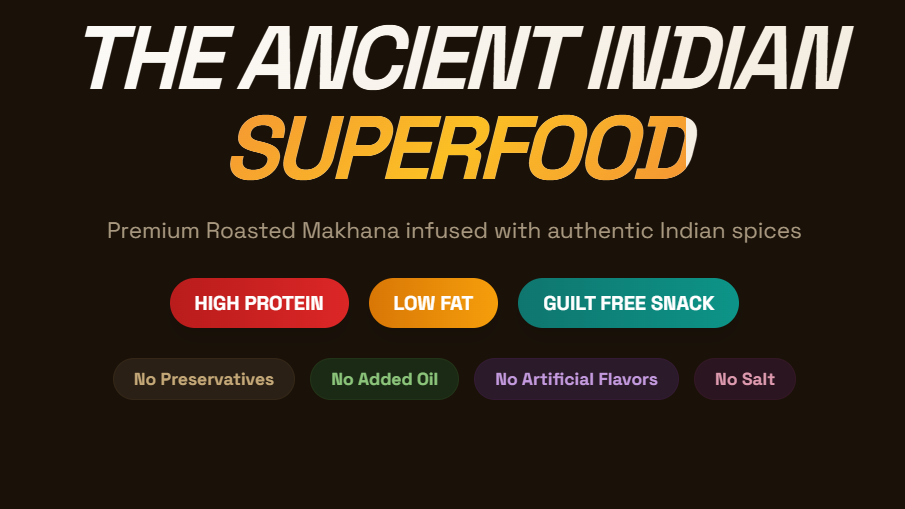 THE ANCIENT INDIAN
SUPERFOOD
Premium Roasted Makhana infused with authentic Indian spices
HIGH PROTEIN LOW FAT GUILT FREE SNACK
No Preservatives No Added Oil No Artificial Flavors No Salt